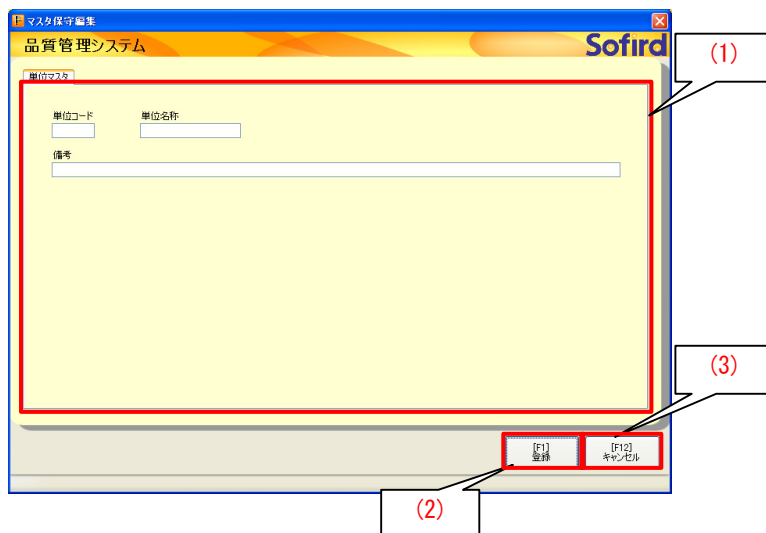 マスタ保守編集
品質管理システム
Sofird
(1)
単位マスタ
単位コード
単位名称
備考
(3)
[F1]
登録
[F12]
キャンセル
(2)